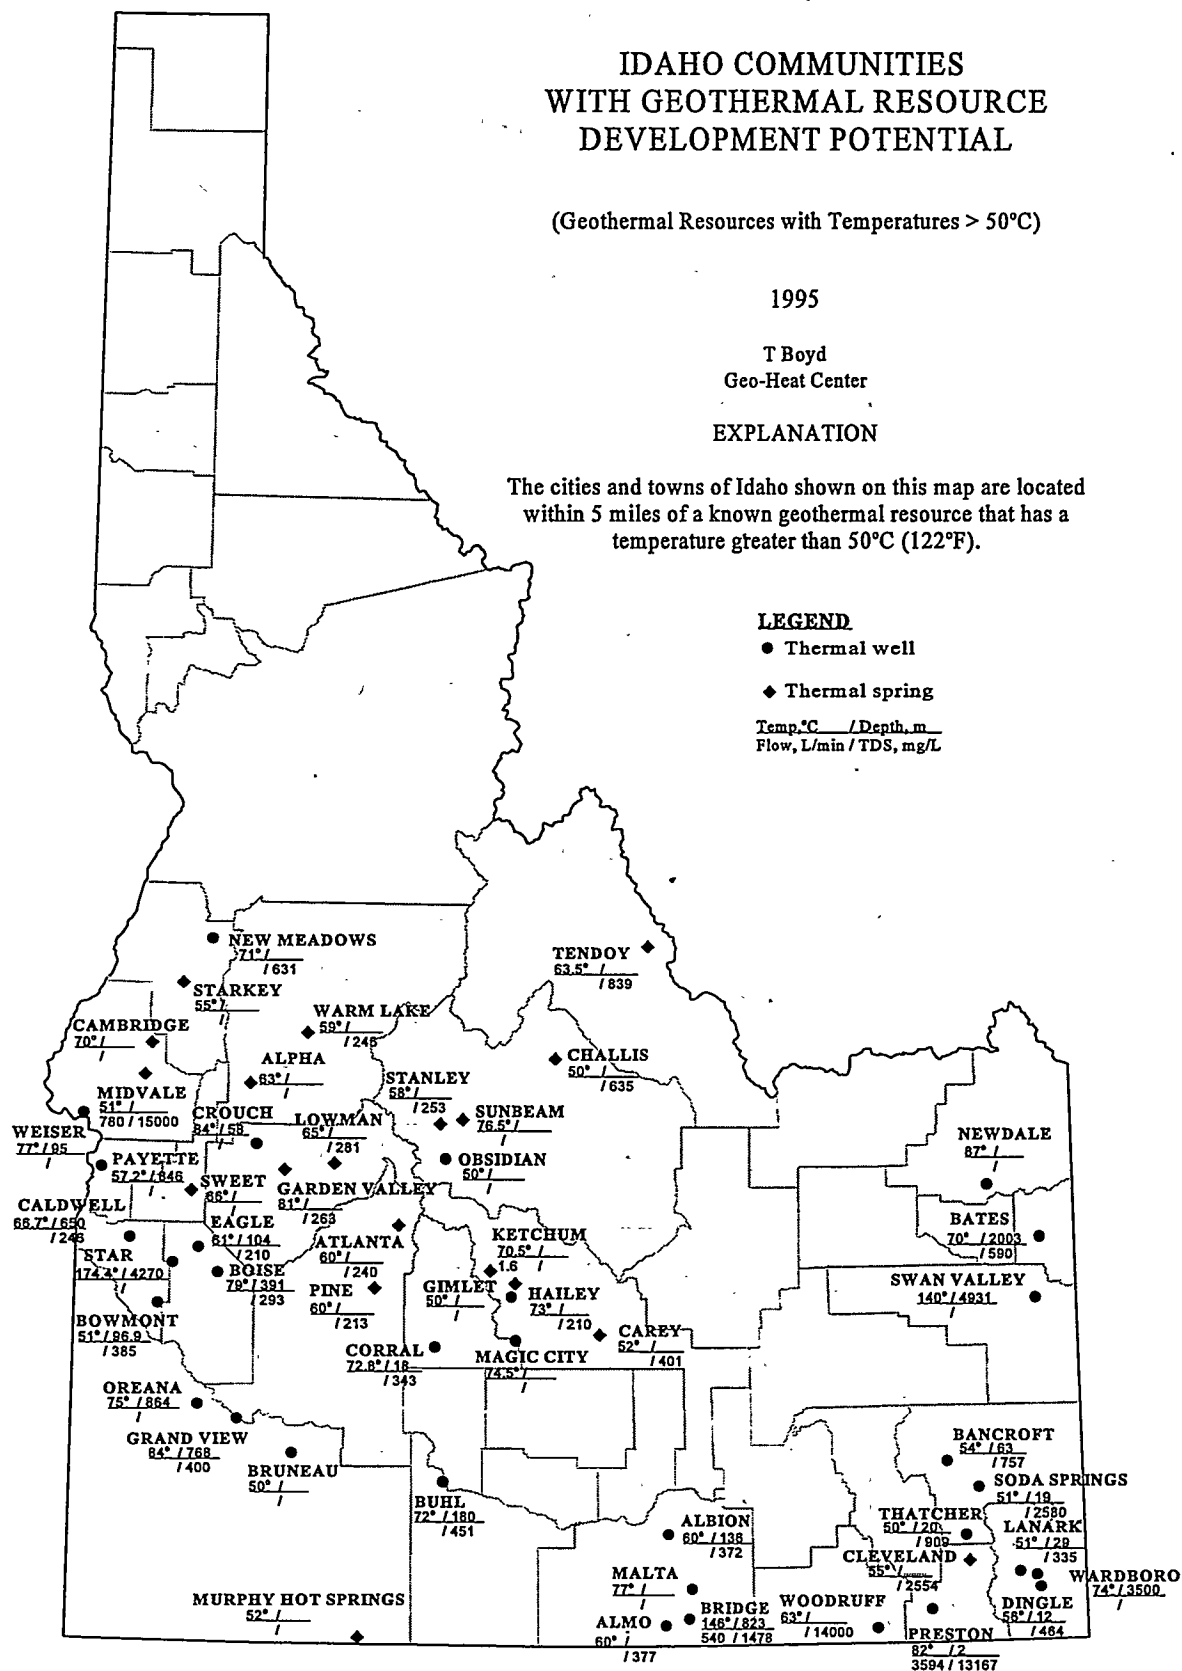 IDAHO COMMUNITIES
WITH GEOTHERMAL RESOURCE
DEVELOPMENT POTENTIAL
(Geothermal Resources with Temperatures > 50°C)
1995
T Boyd
Geo-Heat Center
EXPLANATION
The cities and towns of Idaho shown on this map are located
within 5 miles of a known geothermal resource that has a
temperature greater than 50°C (122°F).
LEGEND
Thermal well
Thermal spring
Temp,°C / Depth, m
Flow, L/min / TDS, mg/L
NEW MEADOWS
71° /
/ 631
TENDOY
63.5° /
/ 839
STARKEY
55° /
/
WARM LAKE
59° /
/ 246
CAMBRIDGE
70° /
/
ALPHA
63° /
/
CHALLIS
50° /
/ 635
MIDVALE
51° /
780 / 15000
STANLEY
58° /
/ 253
CROUCH
84° / 58
/
LOWMAN
65° /
/ 281
SUNBEAM
76.5° /
/
WEISER
77° / 95
/
NEWDALE
87° /
/
PAYETTE
57.2° / 846
/
OBSIDIAN
50° /
/
SWEET
66° /
/
GARDEN VALLEY
81° /
/ 263
CALDWELL
66.7° / 650
/ 246
EAGLE
61° / 104
/ 210
BATES
70° / 2003
/ 590
STAR
174.4° / 4270
/
ATLANTA
60° /
/ 240
KETCHUM
70.5° /
1.6 /
BOISE
79° / 391
/ 293
PINE
60° /
/ 213
GIMLET
50° /
/
HAILEY
73° /
/ 210
SWAN VALLEY
140° / 4931
/
BOWMONT
51° / 96.9
/ 385
CORRAL
72.8° / 18
/ 343
MAGIC CITY
74.5° /
/
CAREY
52° /
/ 401
OREANA
75° / 864
/
GRAND VIEW
84° / 768
/ 400
BRUNEAU
50° /
/
BANCROFT
54° / 63
/ 757
SODA SPRINGS
51° / 19
/ 2580
BUHL
72° / 180
/ 451
ALBION
60° / 138
/ 372
THATCHER
50° / 20
/ 909
LANARK
51° / 29
/ 335
CLEVELAND
55° /
/ 2554
MALTA
77° /
/
WARDBORO
74° / 3500
/
MURPHY HOT SPRINGS
52° /
/
ALMO
60° /
/ 377
BRIDGE
146° / 823
540 / 1478
WOODRUFF
63° /
/ 14000
DINGLE
56° / 12
/ 464
PRESTON
82° / 2
3594 / 13167